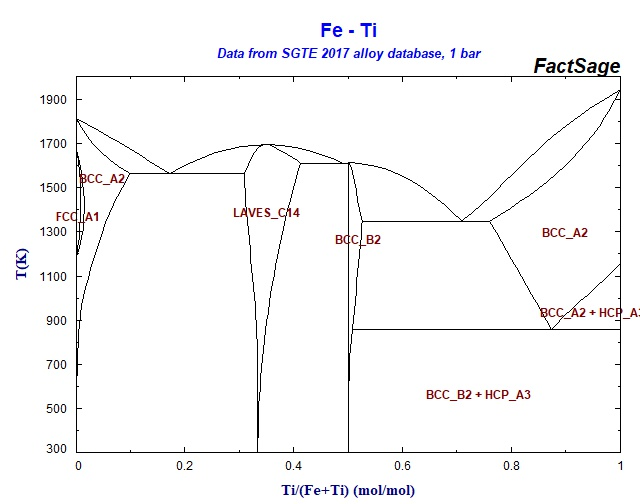 Fe - Ti
Data from SGTE 2017 alloy database, 1 bar
FactSage
1900
1700
1500
1300
1100
900
700
500
300
T(K)
BCC_A2
FCC_A1
LAVES_C14
BCC_B2
BCC_A2
BCC_A2 + HCP_A3
BCC_B2 + HCP_A3
0 0.2 0.4 0.6 0.8 1
Ti/(Fe+Ti) (mol/mol)